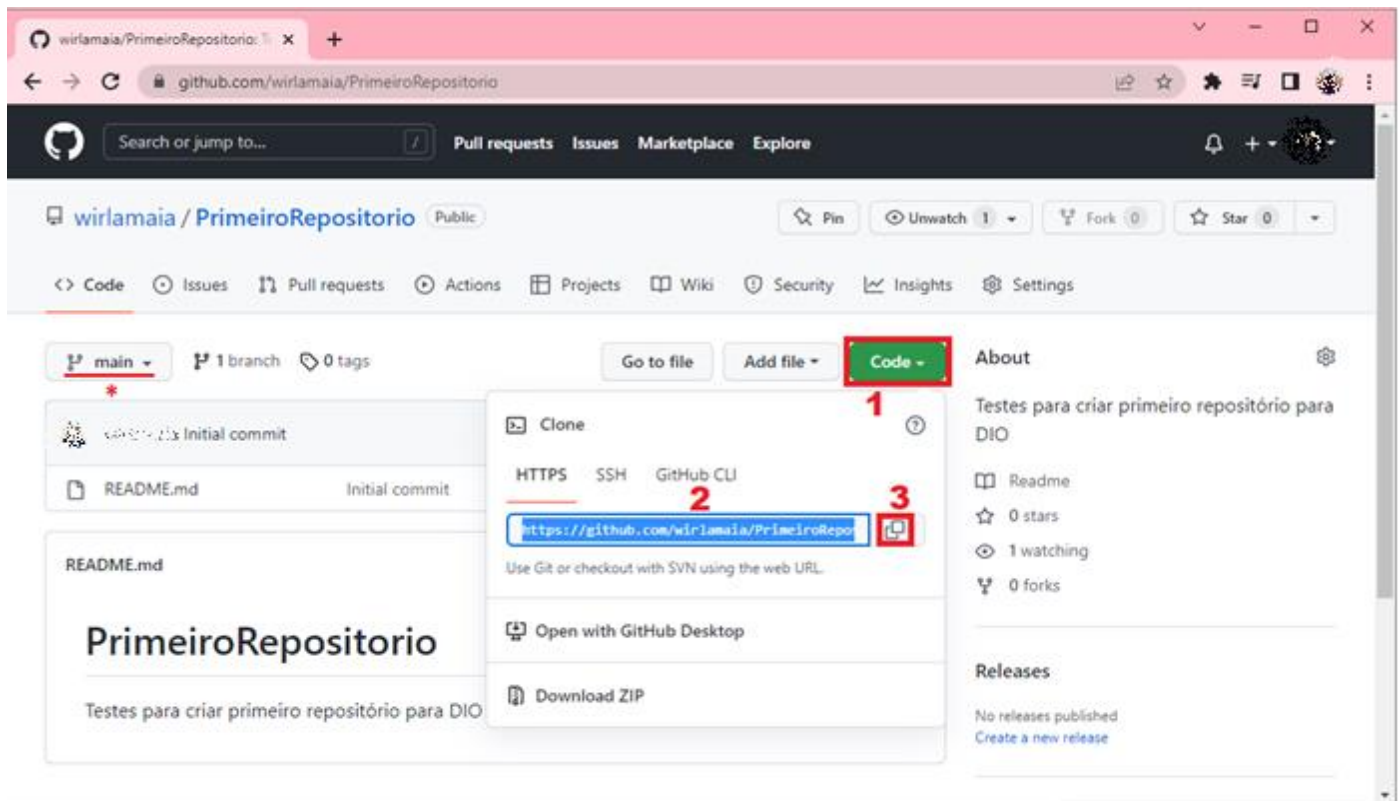 wirlamaia/PrimeiroRepositorio:
github.com/wirlamaia/PrimeiroRepositorio
Search or jump to... / Pull requests Issues Marketplace Explore
wirlamaia / PrimeiroRepositorio Public Pin Unwatch 1 Fork 0 Star 0
<> Code Issues Pull requests Actions Projects Wiki Security Insights Settings
main 1 branch 0 tags Go to file Add file Code
* 1
Initial commit
README.md Initial commit
Clone
HTTPS SSH GitHub CLI
2 3
https://github.com/wirlamaia/PrimeiroRepo
Use Git or checkout with SVN using the web URL.
Open with GitHub Desktop
Download ZIP
README.md
PrimeiroRepositorio
Testes para criar primeiro repositório para DIO
About
Testes para criar primeiro repositório para
DIO
Readme
0 stars
1 watching
0 forks
Releases
No releases published
Create a new release